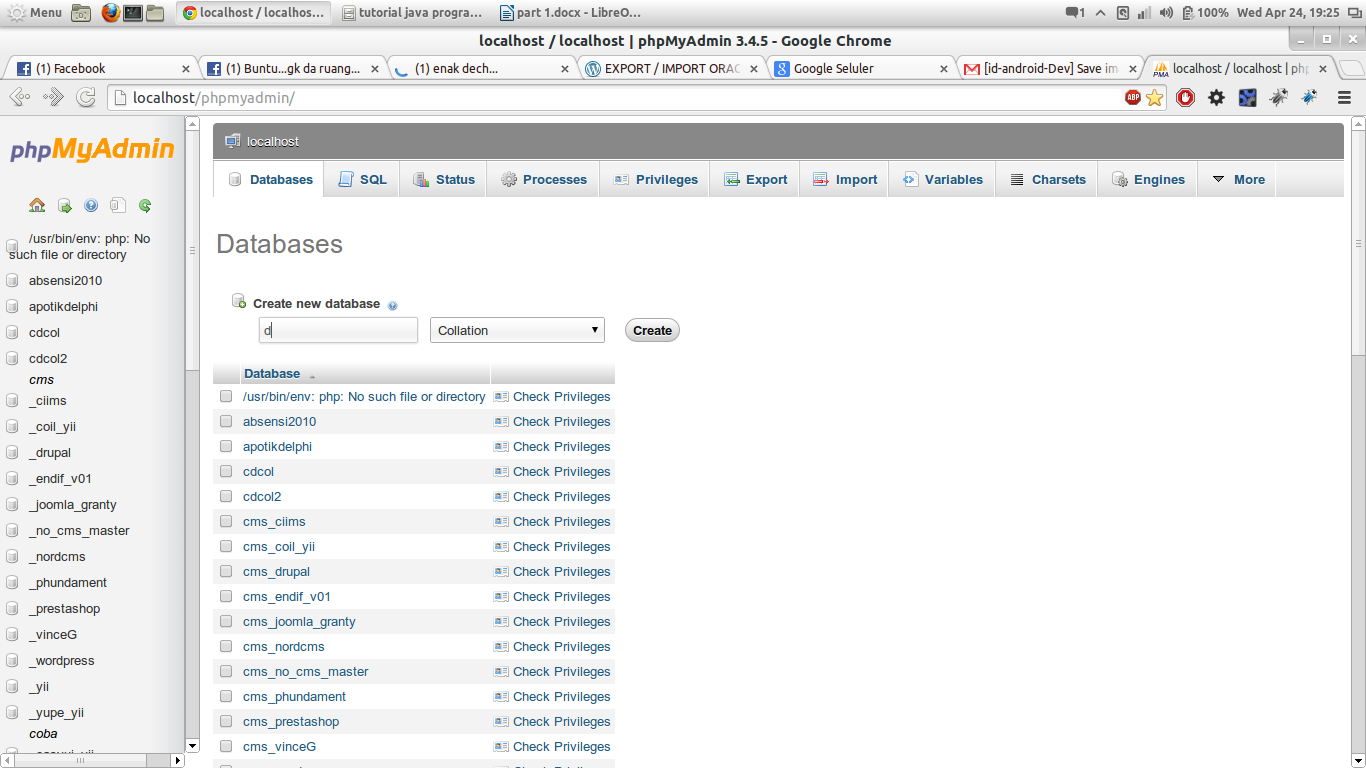 Menu localhost / localhos... tutorial java progra... part 1.docx - LibreO... 1 100% Wed Apr 24, 19:25
localhost / localhost | phpMyAdmin 3.4.5 - Google Chrome
(1) Facebook (1) Buntu...gk da ruang... (1) enak dech... EXPORT / IMPORT ORAC Google Seluler [id-android-Dev] Save im localhost / localhost | php
localhost/phpmyadmin/ ABP
phpMyAdmin
/usr/bin/env: php: No
such file or directory
absensi2010
apotikdelphi
cdcol
cdcol2
cms
_ciims
_coil_yii
_drupal
_endif_v01
_joomla_granty
_no_cms_master
_nordcms
_phundament
_prestashop
_vinceG
_wordpress
_yii
_yupe_yii
coba
localhost
Databases SQL Status Processes Privileges Export Import Variables Charsets Engines More
Databases
Create new database
d Collation Create
Database
/usr/bin/env: php: No such file or directory Check Privileges
absensi2010 Check Privileges
apotikdelphi Check Privileges
cdcol Check Privileges
cdcol2 Check Privileges
cms_ciims Check Privileges
cms_coil_yii Check Privileges
cms_drupal Check Privileges
cms_endif_v01 Check Privileges
cms_joomla_granty Check Privileges
cms_nordcms Check Privileges
cms_no_cms_master Check Privileges
cms_phundament Check Privileges
cms_prestashop Check Privileges
cms_vinceG Check Privileges